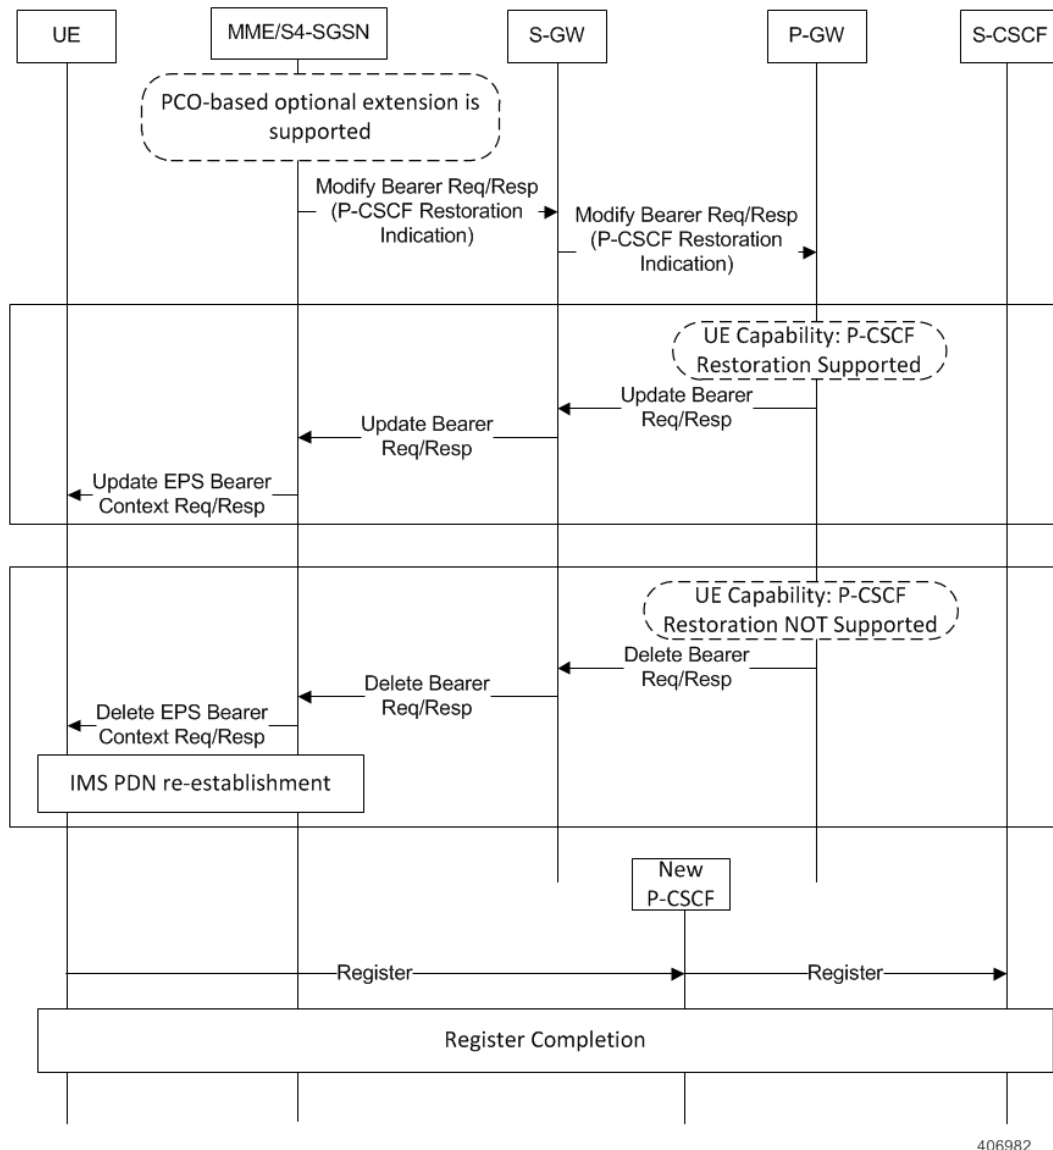 UE
MME/S4-SGSN
S-GW
P-GW
S-CSCF
PCO-based optional extension is
supported
Modify Bearer Req/Resp
(P-CSCF Restoration
Indication)
Modify Bearer Req/Resp
(P-CSCF Restoration
Indication)
UE Capability: P-CSCF
Restoration Supported
Update Bearer
Req/Resp
Update Bearer
Req/Resp
Update EPS Bearer
Context Req/Resp
UE Capability: P-CSCF
Restoration NOT Supported
Delete Bearer
Req/Resp
Delete Bearer
Req/Resp
Delete EPS Bearer
Context Req/Resp
IMS PDN re-establishment
New
P-CSCF
Register
Register
Register Completion
406982